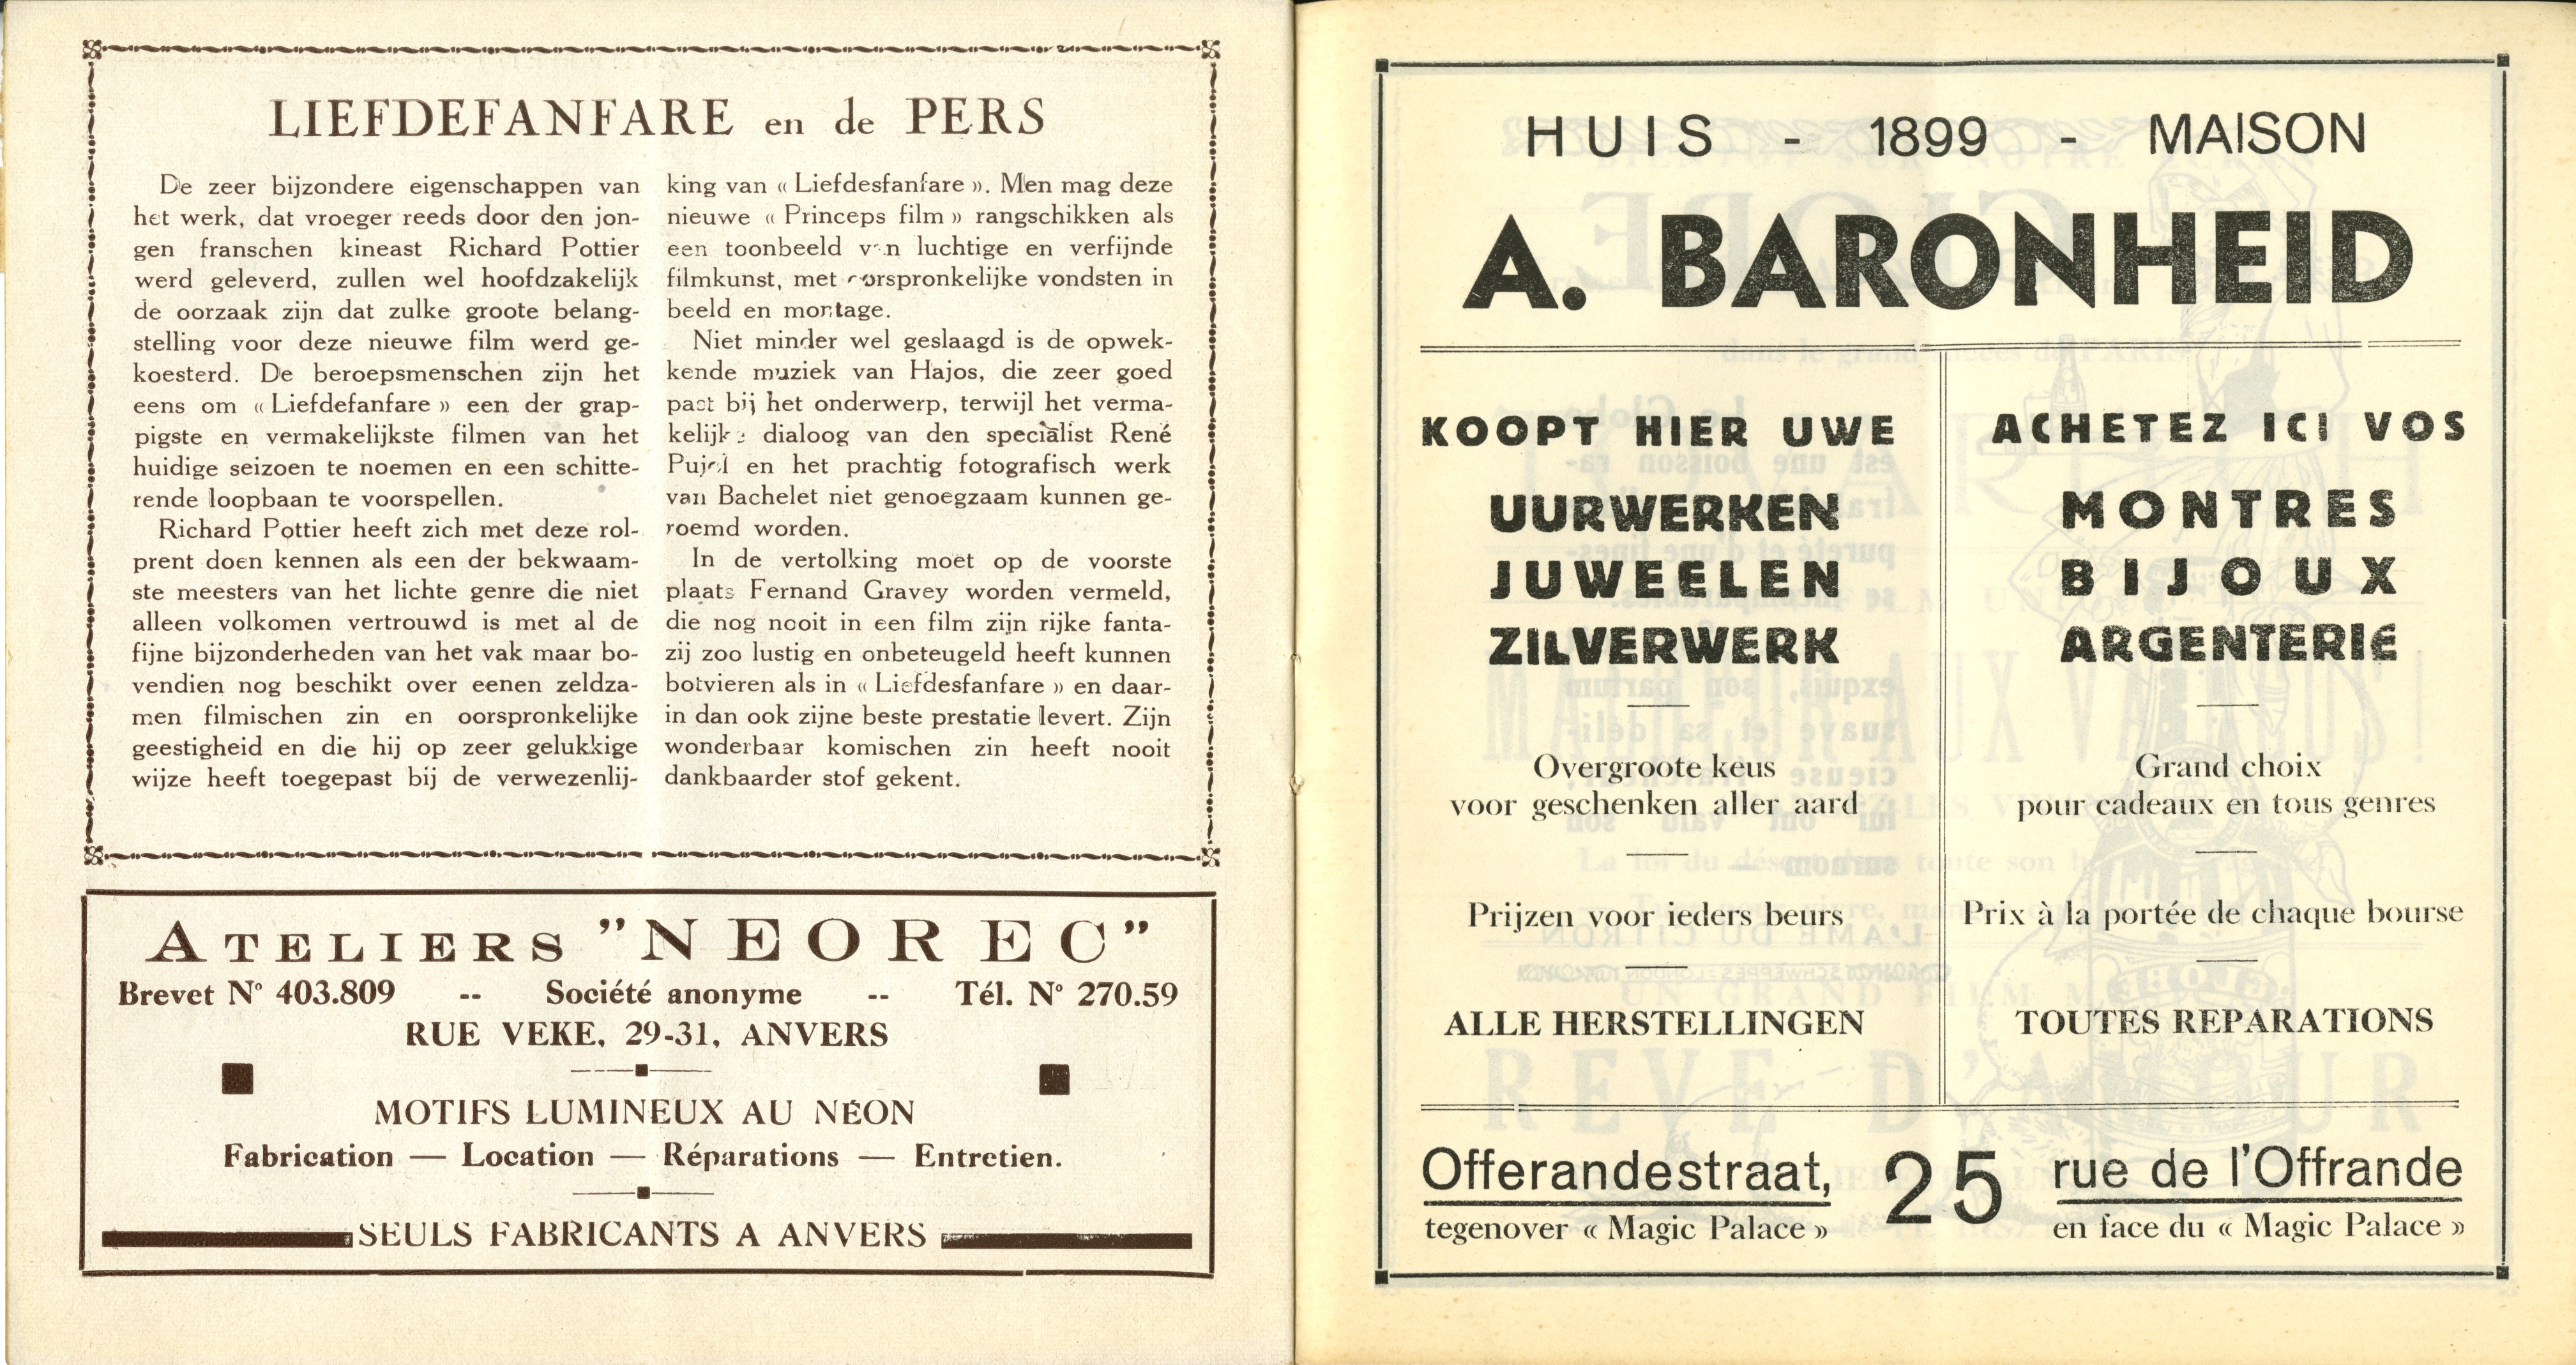 LIEFDEFANFARE en de PERS
De zeer bijzondere eigenschappen van
het werk, dat vroeger reeds door den jon-
gen franschen kineast Richard Pottier
werd geleverd, zullen wel hoofdzakelijk
de oorzaak zijn dat zulke groote belang-
stelling voor deze nieuwe film werd ge-
koesterd. De beroepsmenschen zijn het
eens om « Liefdefanfare » een der grap-
pigste en vermakelijkste filmen van het
huidige seizoen te noemen en een schitte-
rende loopbaan te voorspellen.
Richard Pottier heeft zich met deze rol-
prent doen kennen als een der bekwaam-
ste meesters van het lichte genre die niet
alleen volkomen vertrouwd is met al de
fijne bijzonderheden van het vak maar bo-
vendien nog beschikt over eenen zeldza-
men filmischen zin en oorspronkelijke
geestigheid en die hij op zeer gelukkige
wijze heeft toegepast bij de verwezenlij-
king van « Liefdesfanfare ». Men mag deze
nieuwe « Princeps film » rangschikken als
een toonbeeld van luchtige en verfijnde
filmkunst, met oorspronkelijke vondsten in
beeld en montage.
Niet minder wel geslaagd is de opwek-
kende muziek van Hajos, die zeer goed
past bij het onderwerp, terwijl het verma-
kelijke dialoog van den specialist René
Pujol en het prachtig fotografisch werk
van Bachelet niet genoegzaam kunnen ge-
roemd worden.
In de vertolking moet op de voorste
plaats Fernand Gravey worden vermeld,
die nog nooit in een film zijn rijke fanta-
zij zoo lustig en onbeteugeld heeft kunnen
botvieren als in « Liefdesfanfare » en daar-
in dan ook zijne beste prestatie levert. Zijn
wonderbaar komischen zin heeft nooit
dankbaarder stof gekent.
ATELIERS "NEOREC"
Brevet N° 403.809 -- Société anonyme -- Tél. N° 270.59
RUE VEKE, 29-31, ANVERS
MOTIFS LUMINEUX AU NÉON
Fabrication — Location — Réparations — Entretien.
SEULS FABRICANTS A ANVERS
HUIS - 1899 - MAISON
A. BARONHEID
KOOPT HIER UWE
UURWERKEN
JUWEELEN
ZILVERWERK
Overgroote keus
voor geschenken aller aard
Prijzen voor ieders beurs
ALLE HERSTELLINGEN
ACHETEZ ICI VOS
MONTRES
BIJOUX
ARGENTERIE
Grand choix
pour cadeaux en tous genres
Prix à la portée de chaque bourse
TOUTES REPARATIONS
Offerandestraat, 25 rue de l'Offrande
tegenover « Magic Palace » en face du « Magic Palace »